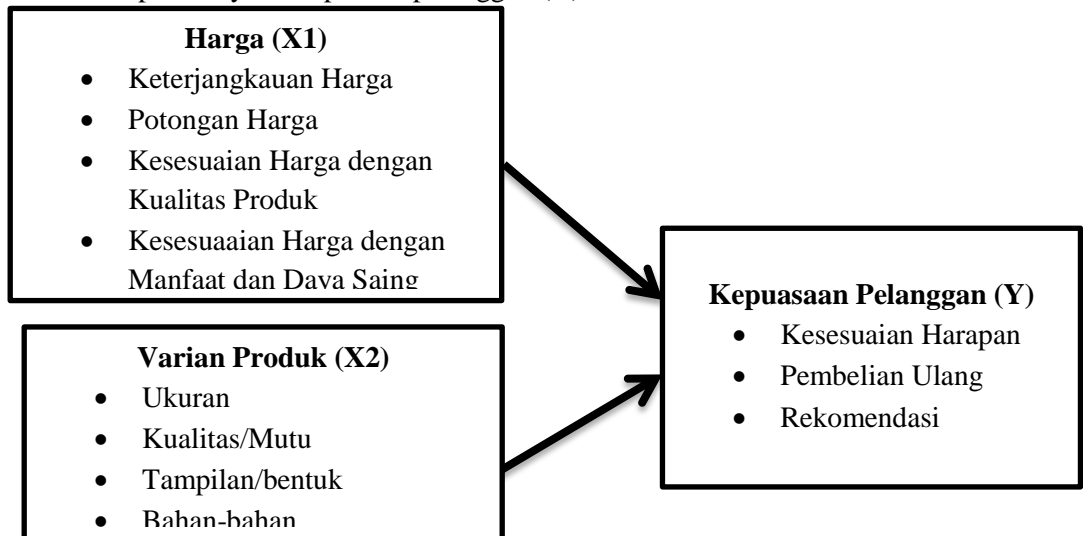 Harga (X1)
• Keterjangkauan Harga
• Potongan Harga
• Kesesuaian Harga dengan
Kualitas Produk
• Kesesuaaian Harga dengan
Manfaat dan Daya Saing
Varian Produk (X2)
• Ukuran
• Kualitas/Mutu
• Tampilan/bentuk
• Bahan-bahan
Kepuasaan Pelanggan (Y)
• Kesesuaian Harapan
• Pembelian Ulang
• Rekomendasi